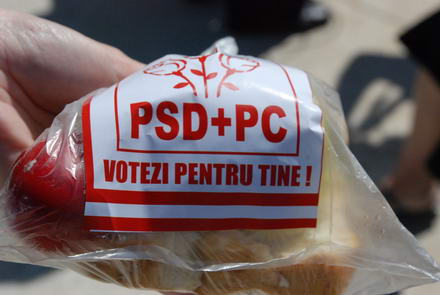 PSD+PC
VOTEZI PENTRU TINE !